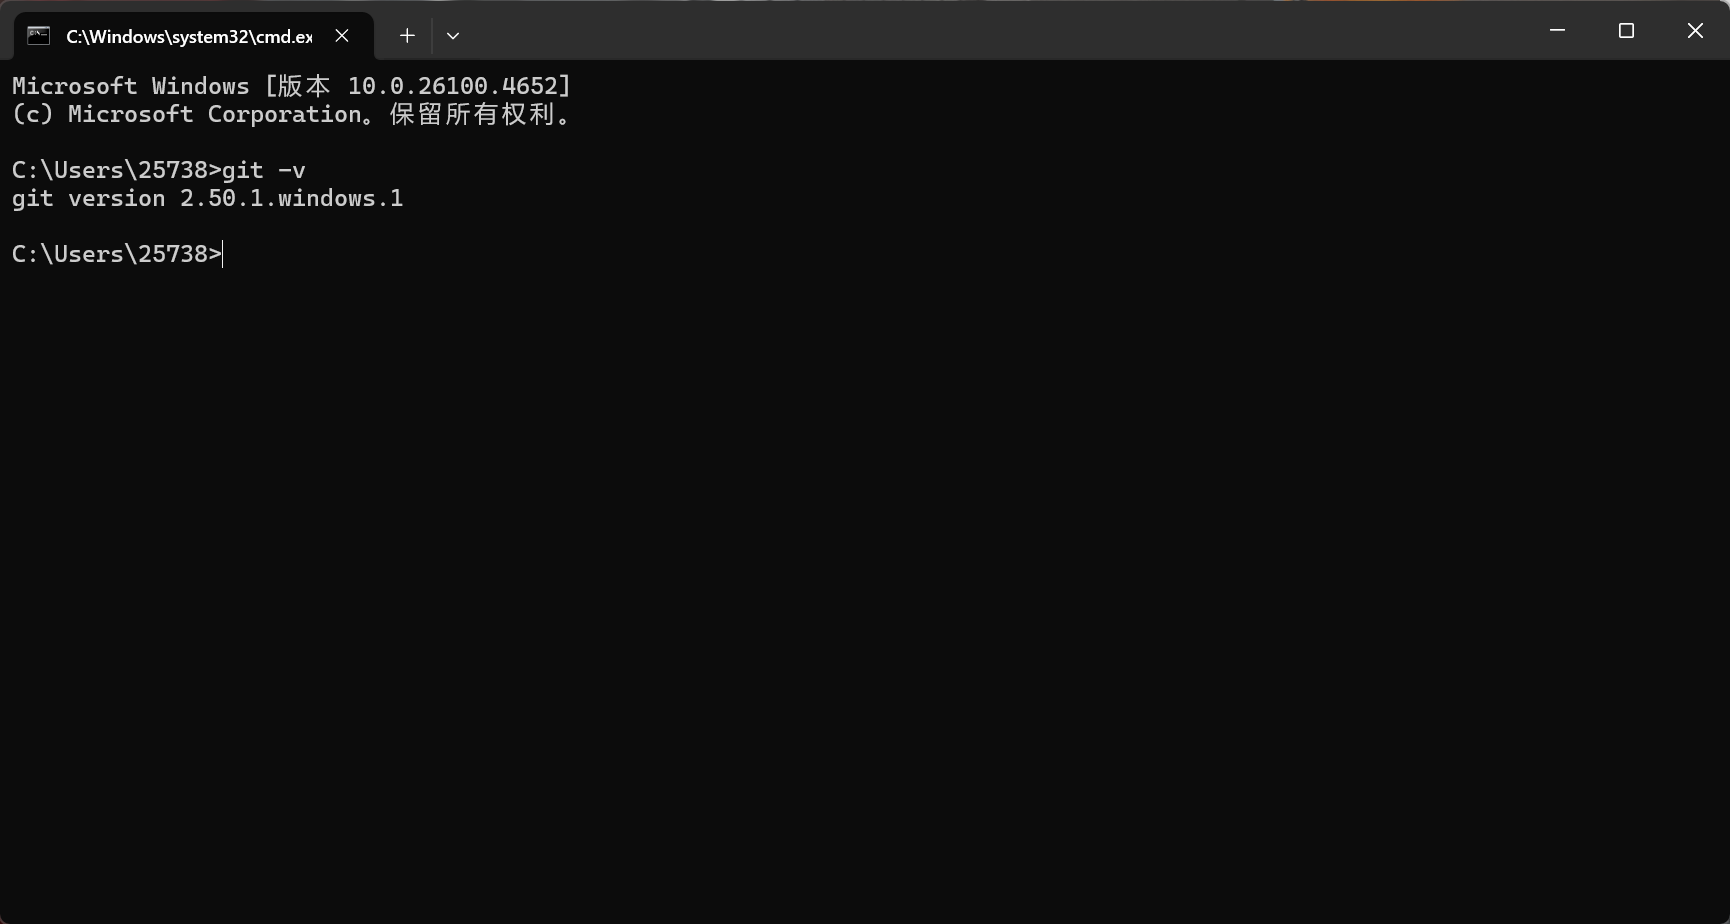 C:\Windows\system32\cmd.ex
Microsoft Windows [版本 10.0.26100.4652]
(c) Microsoft Corporation。保留所有权利。
C:\Users\25738>git -v
git version 2.50.1.windows.1
C:\Users\25738>